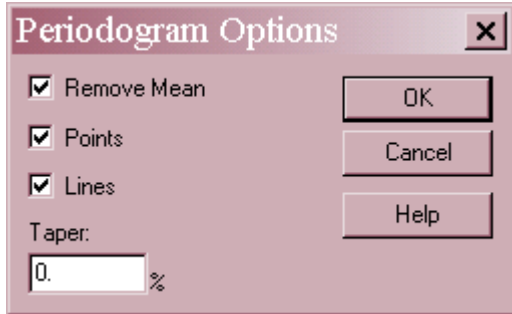 Periodogram Options
Remove Mean
Points
Lines
Taper:
0. %
OK
Cancel
Help